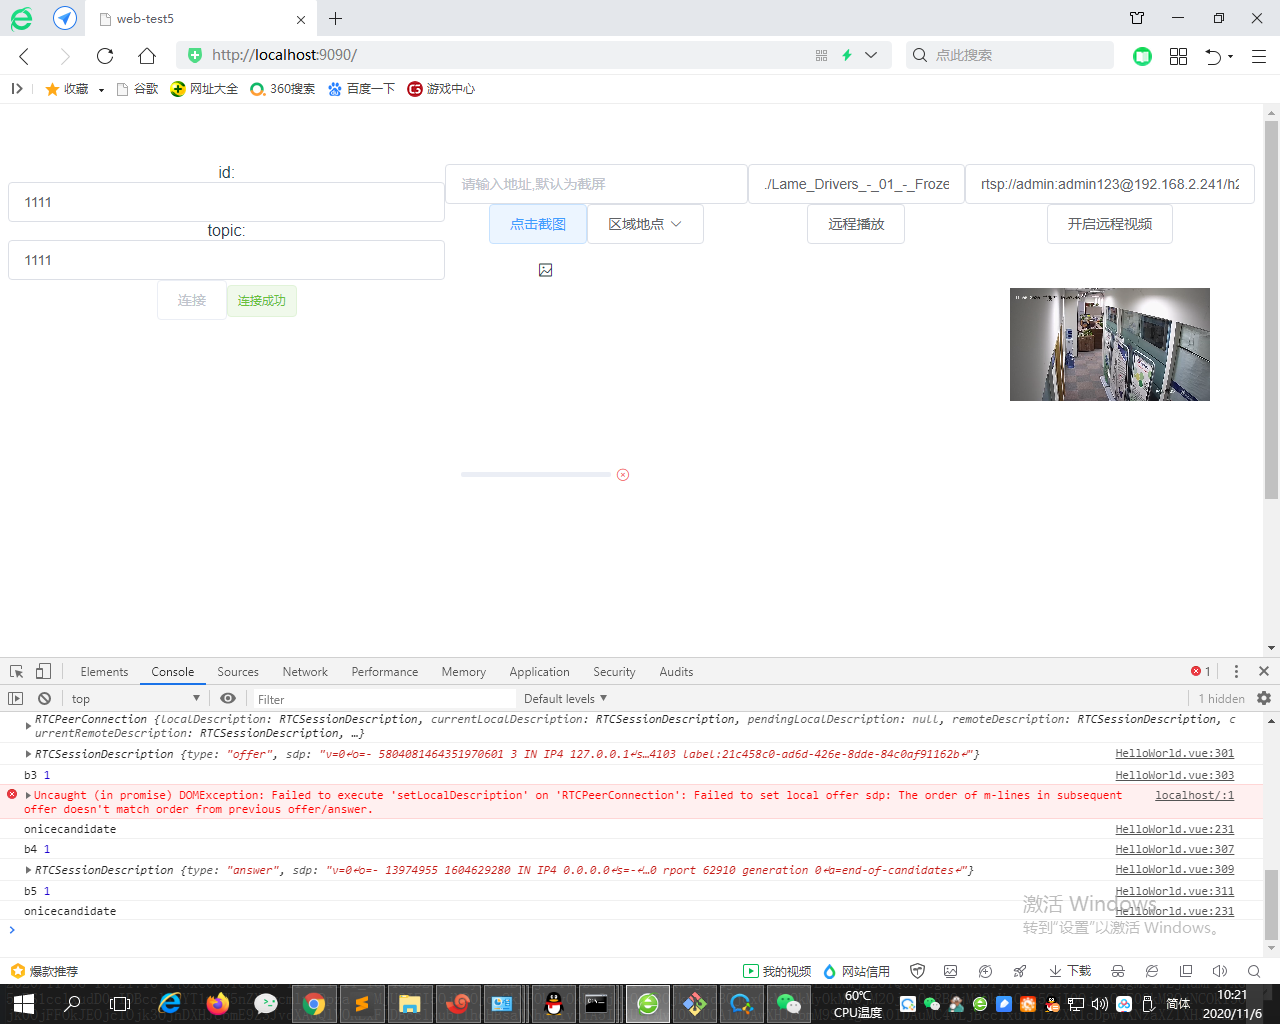 web-test5
http://localhost:9090/
点此搜索
收藏 谷歌 网址大全 360搜索 百度一下 游戏中心
id:
1111
topic:
1111
连接 连接成功
请输入地址,默认为截屏
点击截图 区域地点
./Lame_Drivers_-_01_-_Froze
远程播放
rtsp://admin:admin123@192.168.2.241/h2
开启远程视频
Elements Console Sources Network Performance Memory Application Security Audits 1
top Filter Default levels 1 hidden
RTCPeerConnection {localDescription: RTCSessionDescription, currentLocalDescription: RTCSessionDescription, pendingLocalDescription: null, remoteDescription: RTCSessionDescription, c
urrentRemoteDescription: RTCSessionDescription, …}
RTCSessionDescription {type: "offer", sdp: "v=0↵o=- 5804081464351970601 3 IN IP4 127.0.0.1↵s…4103 label:21c458c0-ad6d-426e-8dde-84c0af91162b↵"} HelloWorld.vue:301
b3 1 HelloWorld.vue:303
Uncaught (in promise) DOMException: Failed to execute 'setLocalDescription' on 'RTCPeerConnection': Failed to set local offer sdp: The order of m-lines in subsequent localhost/:1
offer doesn't match order from previous offer/answer.
onicecandidate HelloWorld.vue:231
b4 1 HelloWorld.vue:307
RTCSessionDescription {type: "answer", sdp: "v=0↵o=- 13974955 1604629280 IN IP4 0.0.0.0↵s=-↵…0 rport 62910 generation 0↵a=end-of-candidates↵"} HelloWorld.vue:309
b5 1 HelloWorld.vue:311
onicecandidate HelloWorld.vue:231
激活 Windows
转到"设置"以激活 Windows。
爆款推荐 我的视频 网站信用 下载
60℃
CPU温度
简体
10:21
2020/11/6